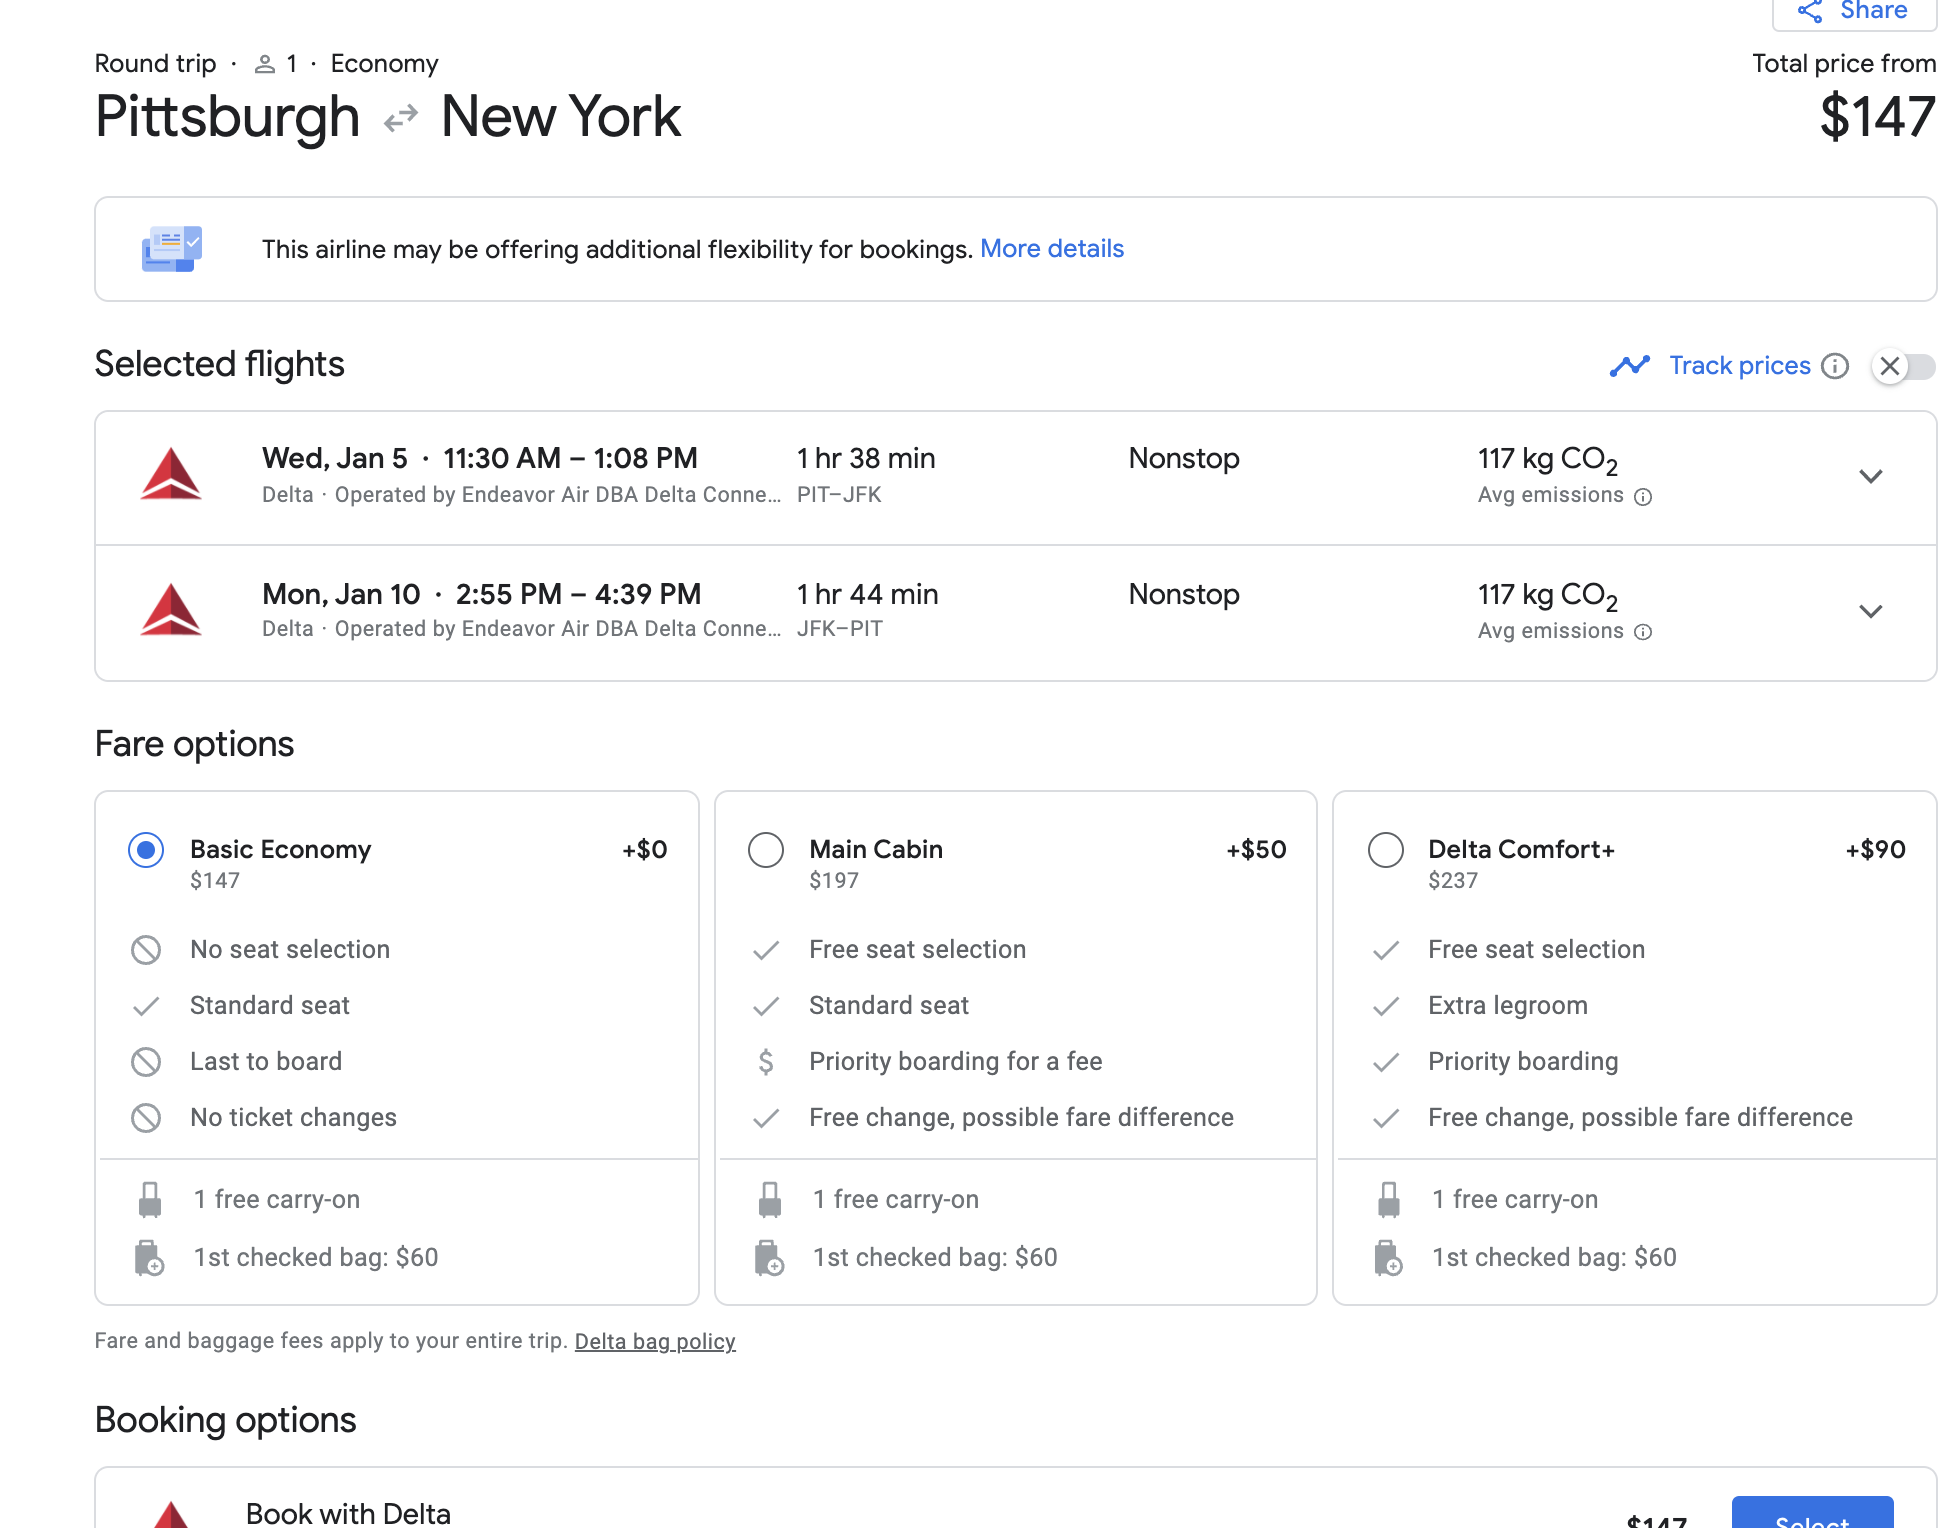 Share
Round trip · 1 · Economy
Total price from
Pittsburgh New York
$147
This airline may be offering additional flexibility for bookings. More details
Selected flights
Track prices
Wed, Jan 5 · 11:30 AM – 1:08 PM
1 hr 38 min
Nonstop
117 kg CO2
Delta · Operated by Endeavor Air DBA Delta Conne...
PIT–JFK
Avg emissions
Mon, Jan 10 · 2:55 PM – 4:39 PM
1 hr 44 min
Nonstop
117 kg CO2
Delta · Operated by Endeavor Air DBA Delta Conne...
JFK–PIT
Avg emissions
Fare options
Basic Economy +$0
$147
No seat selection
Standard seat
Last to board
No ticket changes
1 free carry-on
1st checked bag: $60
Main Cabin +$50
$197
Free seat selection
Standard seat
$ Priority boarding for a fee
Free change, possible fare difference
1 free carry-on
1st checked bag: $60
Delta Comfort+ +$90
$237
Free seat selection
Extra legroom
Priority boarding
Free change, possible fare difference
1 free carry-on
1st checked bag: $60
Fare and baggage fees apply to your entire trip. Delta bag policy
Booking options
Book with Delta
$147
Select